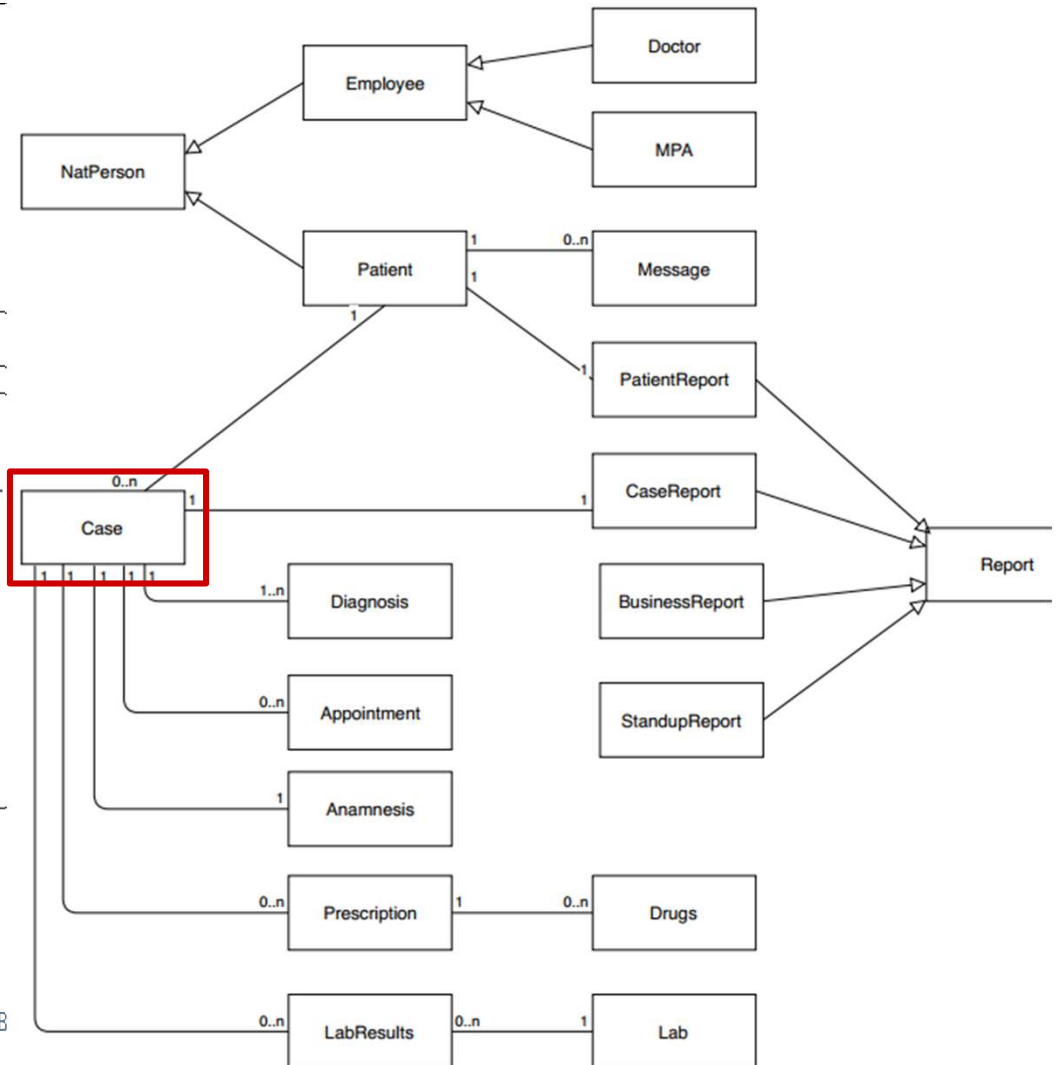 Doctor
Employee
MPA
NatPerson
1
0..n
Patient
Message
1
1
1
PatientReport
0..n
CaseReport
1
1
Case
Report
1 1 1 1 1
1..n
Diagnosis
BusinessReport
0..n
Appointment
StandupReport
1
Anamnesis
0..n
Prescription
1
0..n
Drugs
B
0..n
LabResults
0..n
1
Lab